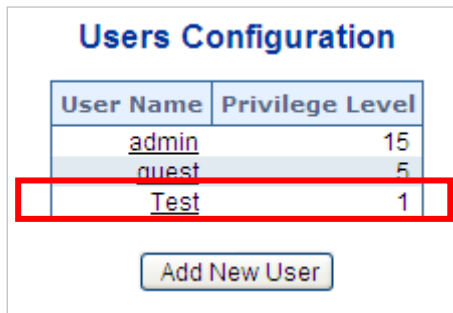 Users Configuration
User Name Privilege Level
admin 15
guest 5
Test 1
Add New User